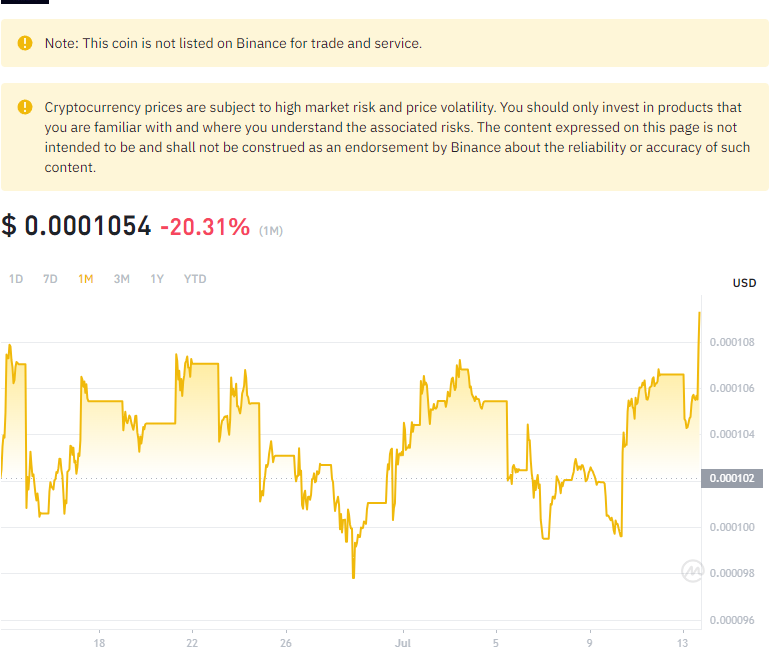 Note: This coin is not listed on Binance for trade and service.
Cryptocurrency prices are subject to high market risk and price volatility. You should only invest in products that
you are familiar with and where you understand the associated risks. The content expressed on this page is not
intended to be and shall not be construed as an endorsement by Binance about the reliability or accuracy of such
content.
$ 0.0001054 -20.31% (1M)
1D 7D 1M 3M 1Y YTD
USD
0.000108
0.000106
0.000104
0.000102
0.000100
0.000098
0.000096
18 22 26 Jul 5 9 13